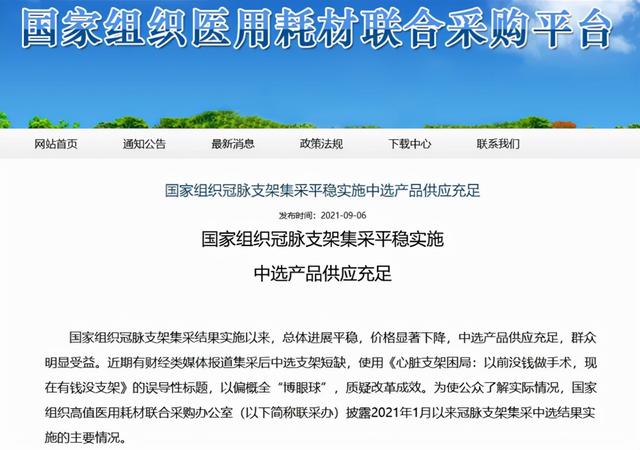 国家组织医用耗材联合采购平台
网站首页 通知公告 最新消息 政策法规 下载中心 联系我们
国家组织冠脉支架集采平稳实施中选产品供应充足
发布时间：2021-09-06
国家组织冠脉支架集采平稳实施
中选产品供应充足
国家组织冠脉支架集采结果实施以来，总体进展平稳，价格显著下降，中选产品供应充足，群众
明显受益。近期有财经类媒体报道集采后中选支架短缺，使用《心脏支架困局：以前没钱做手术，现
在有钱没支架》的误导性标题，以偏概全“博眼球”，质疑改革成效。为使公众了解实际情况，国家
组织高值医用耗材联合采购办公室（以下简称联采办）披露2021年1月以来冠脉支架集采中选结果实
施的主要情况。